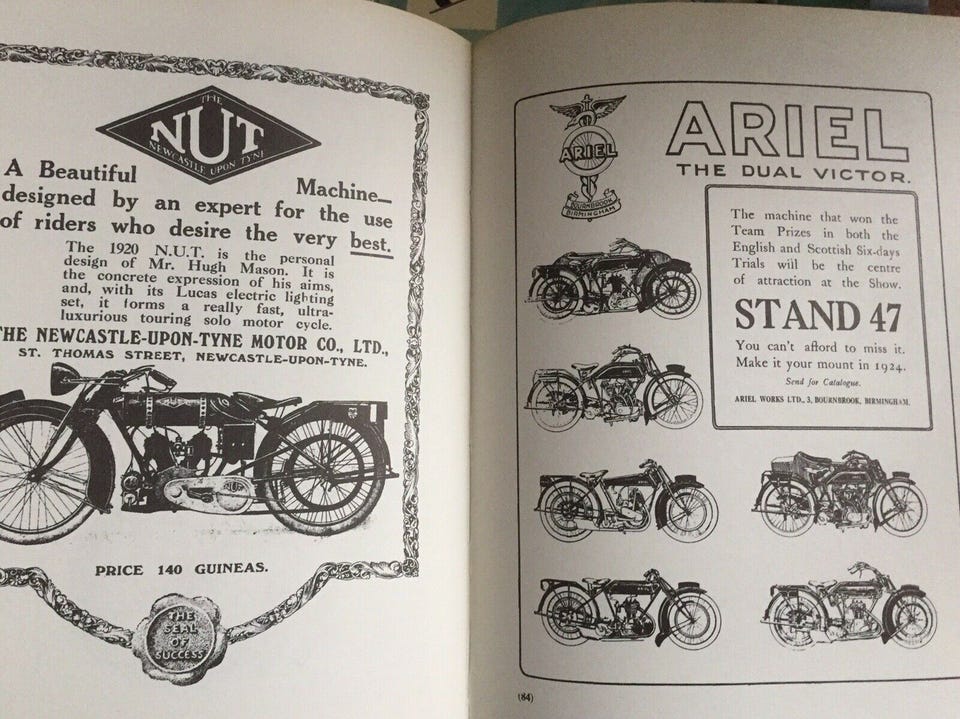 THE
NUT
NEWCASTLE UPON TYNE
A Beautiful Machine—
designed by an expert for the use
of riders who desire the very best.
The 1920 N.U.T. is the personal
design of Mr. Hugh Mason. It is
the concrete expression of his aims,
and, with its Lucas electric lighting
set, it forms a really fast, ultra-
luxurious touring solo motor cycle.
THE NEWCASTLE-UPON-TYNE MOTOR CO., LTD.,
ST. THOMAS STREET, NEWCASTLE-UPON-TYNE.
NUT
PRICE 140 GUINEAS.
THE
SEAL
OF
SUCCESS
ARIEL
BOURNBROOK
BIRMINGHAM
ARIEL
THE DUAL VICTOR.
The machine that won the
Team Prizes in both the
English and Scottish Six-days
Trials will be the centre
of attraction at the Show.
STAND 47
You can't afford to miss it.
Make it your mount in 1924.
Send for Catalogue.
ARIEL WORKS LTD., 3, BOURNBROOK, BIRMINGHAM.
(84)